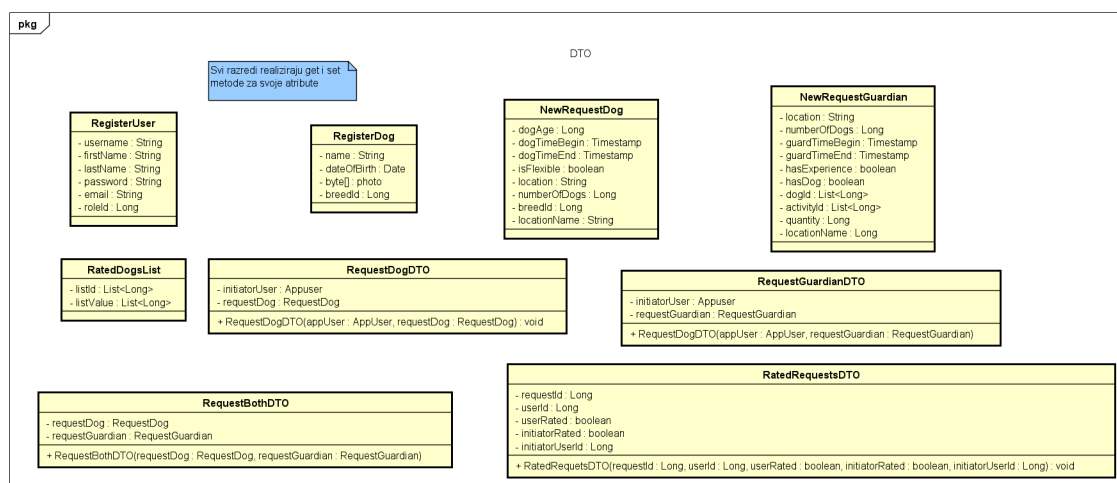 pkg
DTO
Svi razredi realiziraju get i set
metode za svoje atribute
RegisterUser
- username : String
- firstName : String
- lastName : String
- password : String
- email : String
- roleId : Long
RegisterDog
- name : String
- dateOfBirth : Date
- byte[] : photo
- breedId : Long
NewRequestDog
- dogAge : Long
- dogTimeBegin : Timestamp
- dogTimeEnd : Timestamp
- isFlexible : boolean
- location : String
- numberOfDogs : Long
- breedId : Long
- locationName : String
NewRequestGuardian
- location : String
- numberOfDogs : Long
- guardTimeBegin : Timestamp
- guardTimeEnd : Timestamp
- hasExperience : boolean
- hasDog : boolean
- dogId : List<Long>
- activityId : List<Long>
- quantity : Long
- locationName : Long
RatedDogsList
- listId : List<Long>
- listValue : List<Long>
RequestDogDTO
- initiatorUser : Appuser
- requestDog : RequestDog
+ RequestDogDTO(appUser : AppUser, requestDog : RequestDog) : void
RequestGuardianDTO
- initiatorUser : Appuser
- requestGuardian : RequestGuardian
+ RequestDogDTO(appUser : AppUser, requestGuardian : RequestGuardian)
RequestBothDTO
- requestDog : RequestDog
- requestGuardian : RequestGuardian
+ RequestBothDTO(requestDog : RequestDog, requestGuardian : RequestGuardian)
RatedRequestsDTO
- requestId : Long
- userId : Long
- userRated : boolean
- initiatorRated : boolean
- initiatorUserId : Long
+ RatedRequetsDTO(requestId : Long, userId : Long, userRated : boolean, initiatorRated : boolean, initiatorUserId : Long) : void